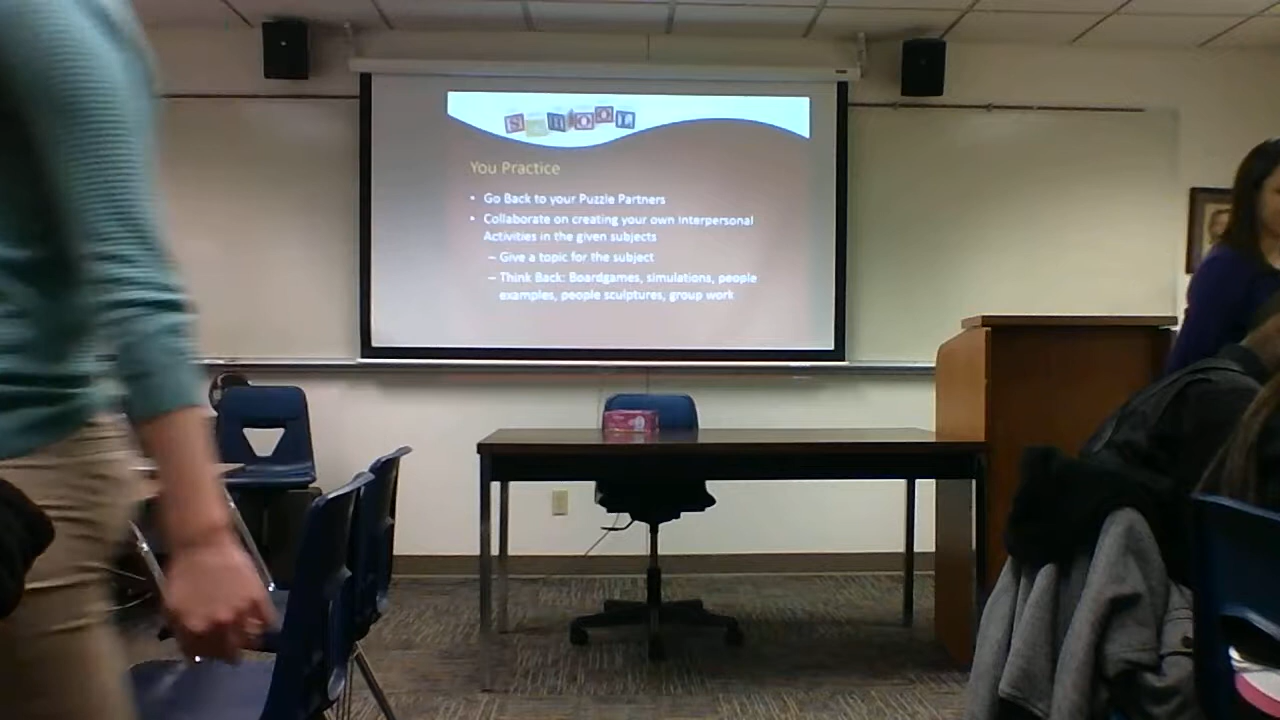 SCHOOL
You Practice
• Go Back to your Puzzle Partners
• Collaborate on creating your own Interpersonal
Activities in the given subjects
– Give a topic for the subject
– Think Back: Boardgames, simulations, people
examples, people sculptures, group work